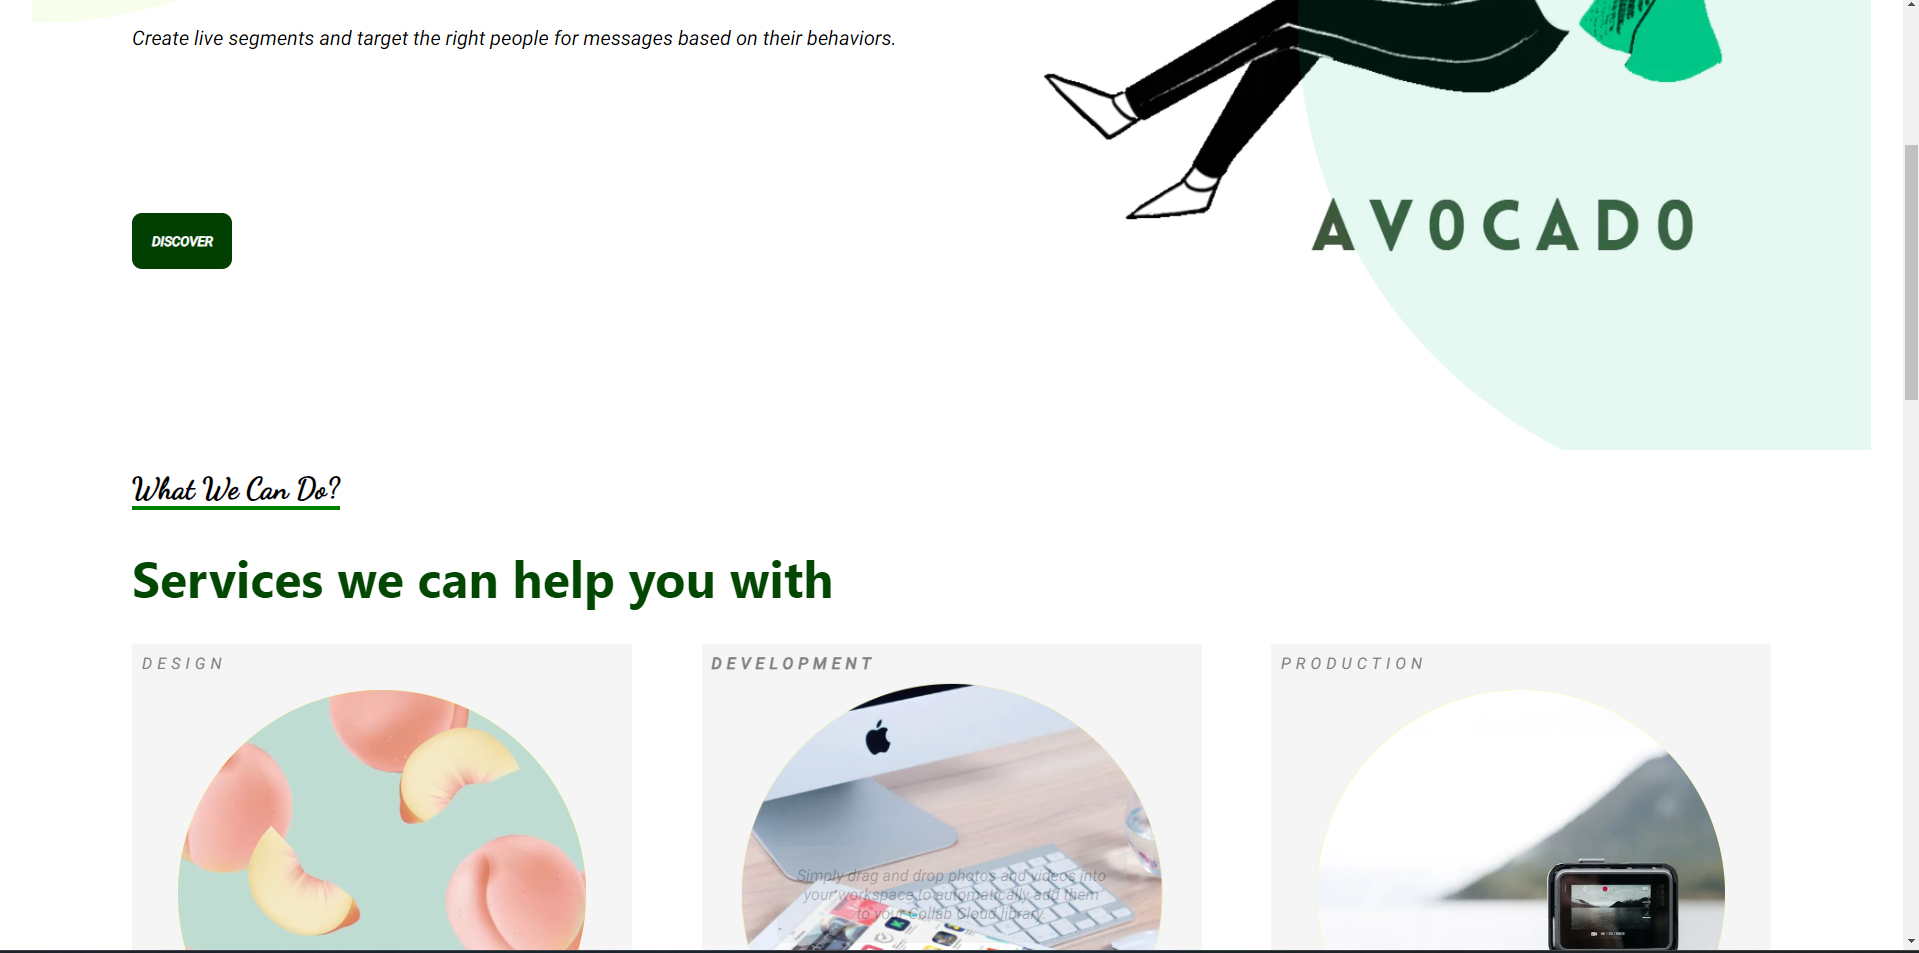 Create live segments and target the right people for messages based on their behaviors.
DISCOVER
AVOCADO
What We Can Do?
Services we can help you with
DESIGN
DEVELOPMENT
PRODUCTION
Simply drag and drop photos and videos into
your workspace to automatically add them
to your Collab Cloud library.